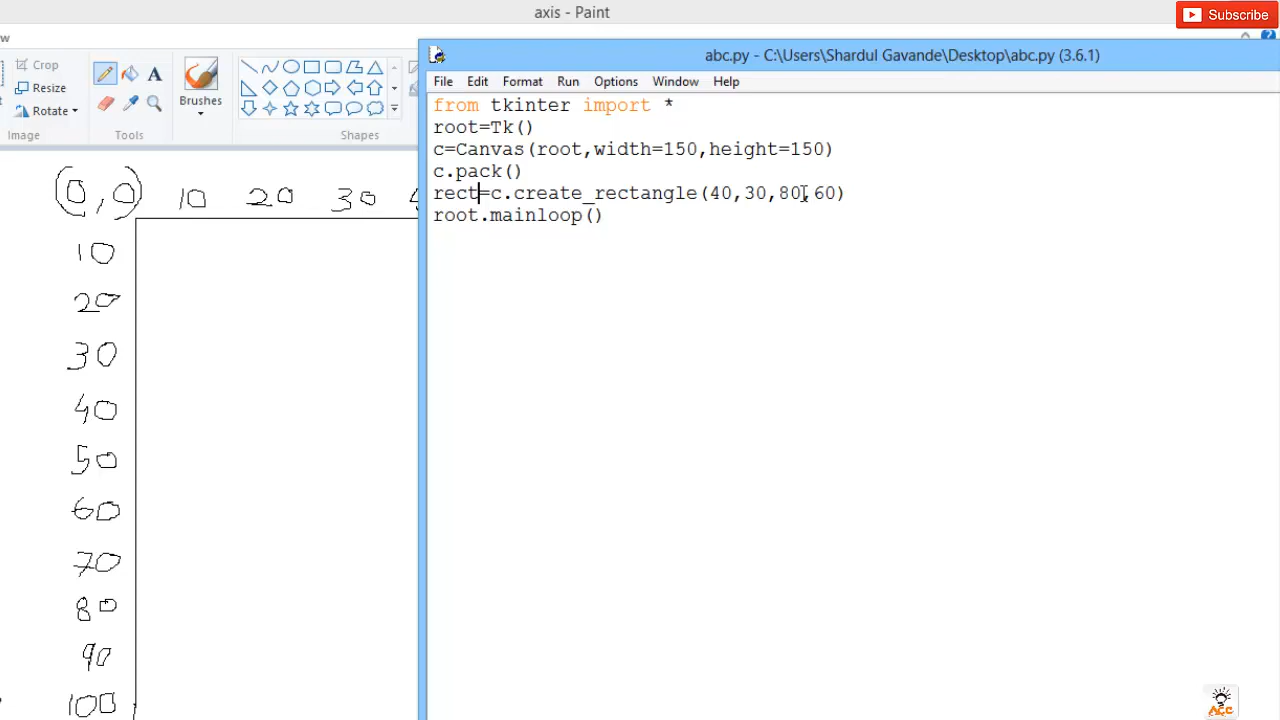 axis - Paint
Subscribe
w
abc.py - C:\Users\Shardul Gavande\Desktop\abc.py (3.6.1)
Crop
Resize
Rotate
Image
Tools
Brushes
Shapes
File Edit Format Run Options Window Help
from tkinter import *
root=Tk()
c=Canvas(root,width=150,height=150)
c.pack()
rect=c.create_rectangle(40,30,80,60)
root.mainloop()
(0,0) 10 20 30 4
10
20
30
40
50
60
70
80
90
100
ACC